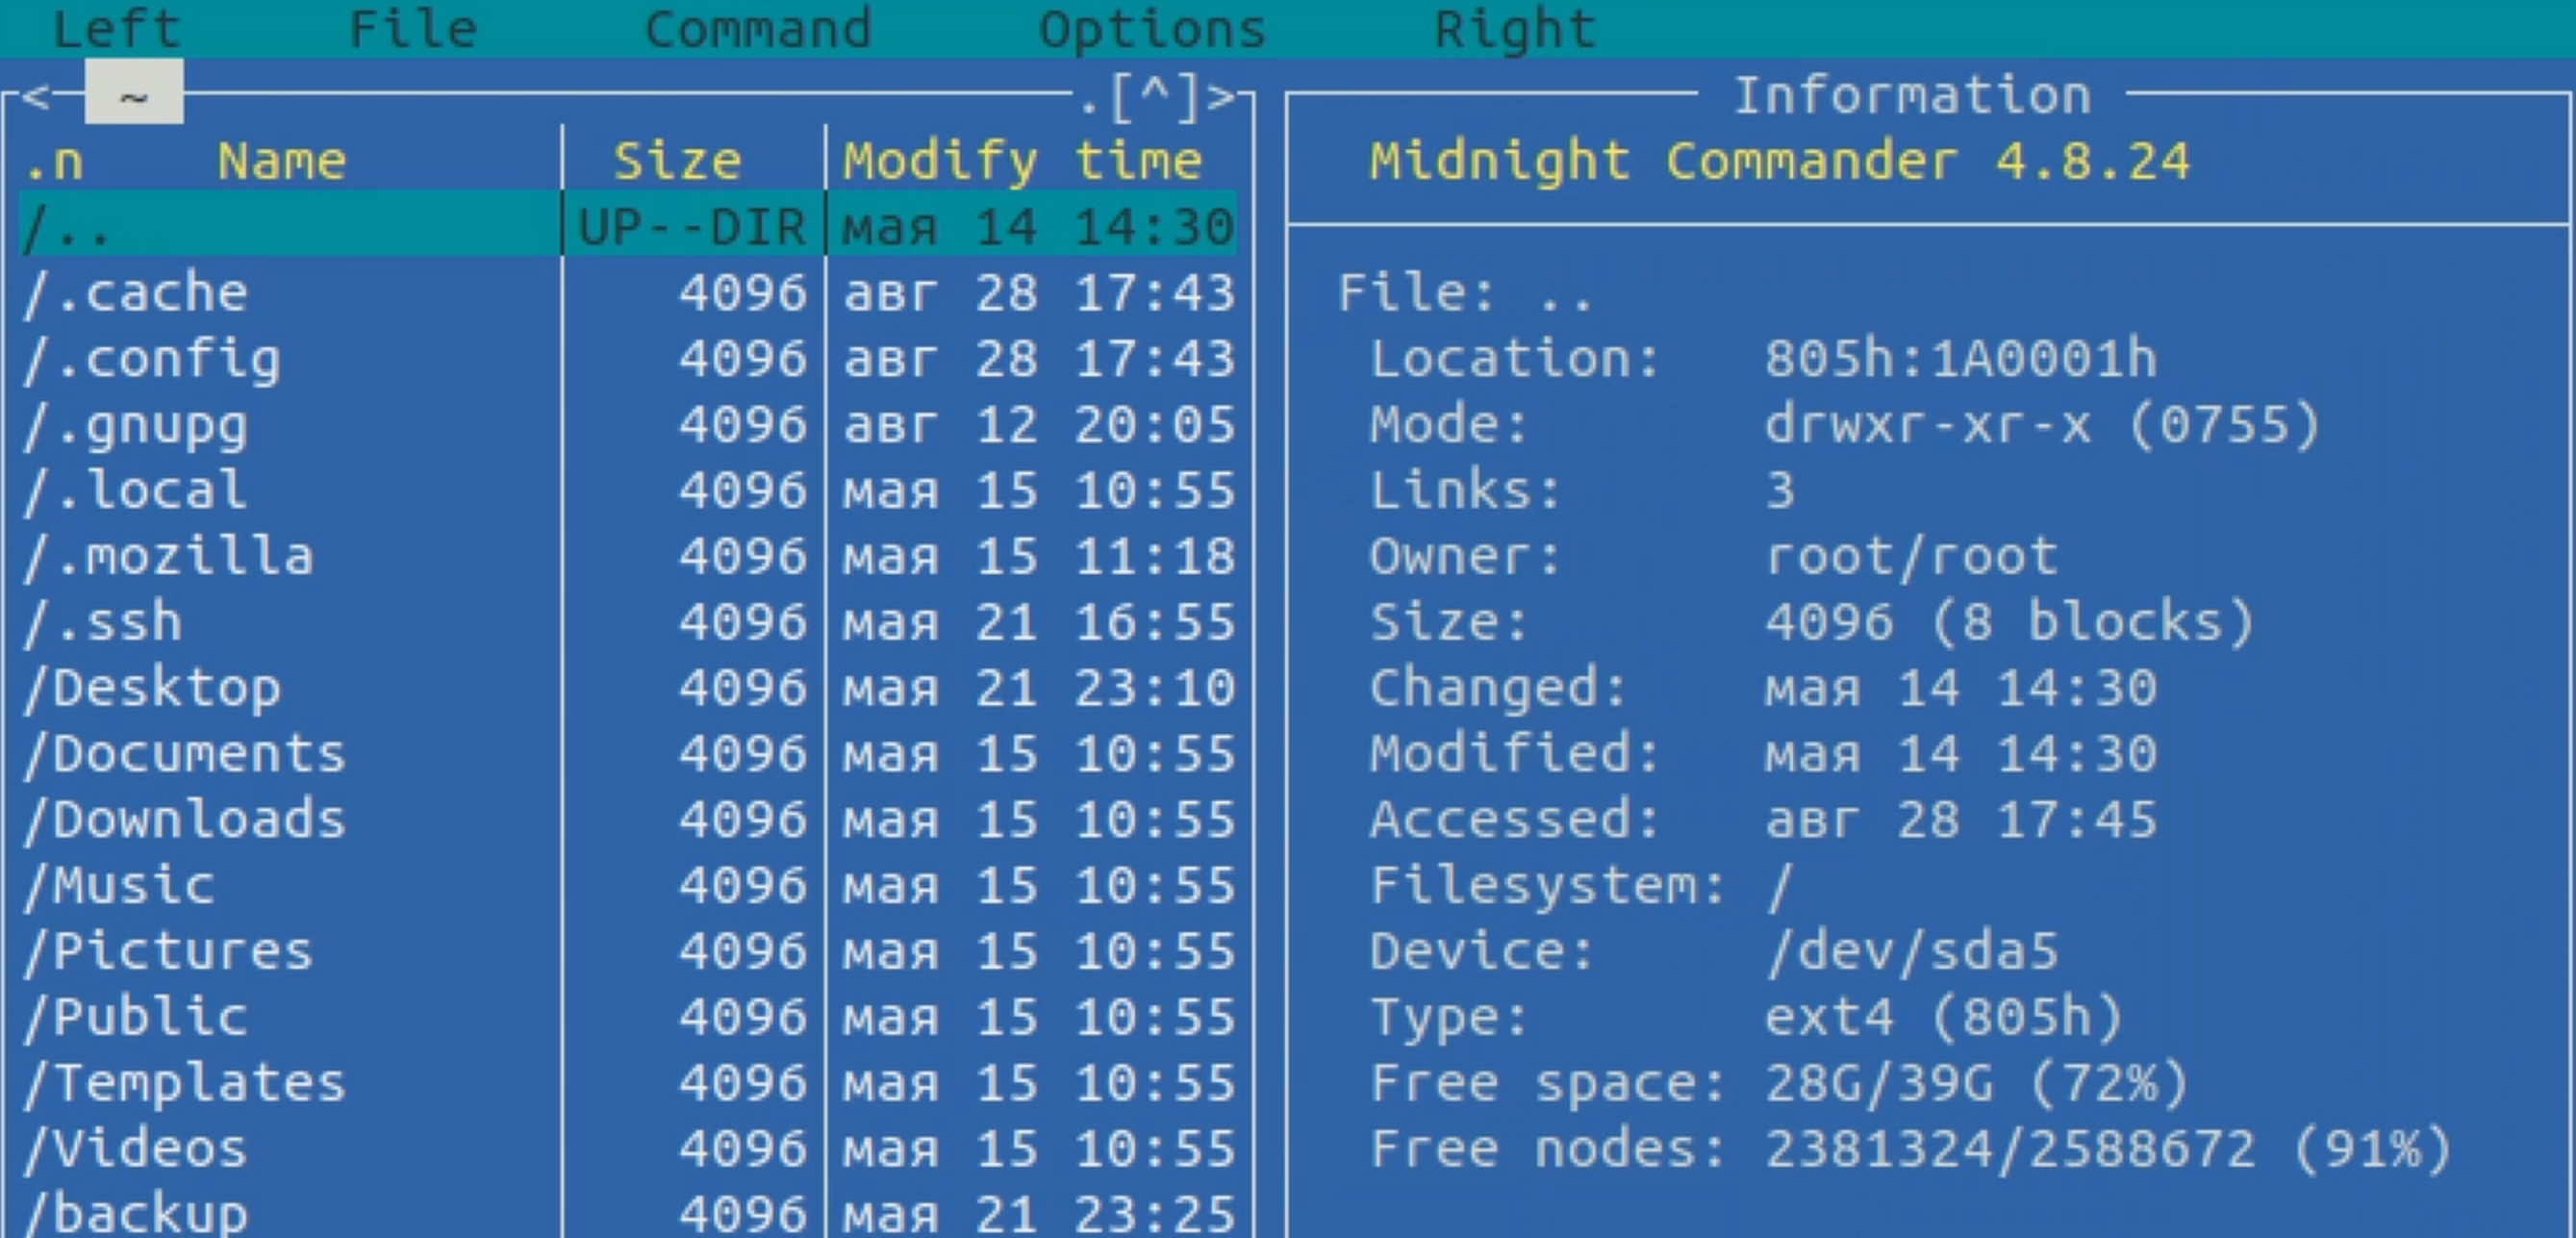 Left File Command Options Right
< ~ .[^]>
.n Name Size Modify time
/.. UP--DIR мая 14 14:30
/.cache 4096 авг 28 17:43
/.config 4096 авг 28 17:43
/.gnupg 4096 авг 12 20:05
/.local 4096 мая 15 10:55
/.mozilla 4096 мая 15 11:18
/.ssh 4096 мая 21 16:55
/Desktop 4096 мая 21 23:10
/Documents 4096 мая 15 10:55
/Downloads 4096 мая 15 10:55
/Music 4096 мая 15 10:55
/Pictures 4096 мая 15 10:55
/Public 4096 мая 15 10:55
/Templates 4096 мая 15 10:55
/Videos 4096 мая 15 10:55
/backup 4096 мая 21 23:25
Information
Midnight Commander 4.8.24
File: ..
Location: 805h:1A0001h
Mode: drwxr-xr-x (0755)
Links: 3
Owner: root/root
Size: 4096 (8 blocks)
Changed: мая 14 14:30
Modified: мая 14 14:30
Accessed: авг 28 17:45
Filesystem: /
Device: /dev/sda5
Type: ext4 (805h)
Free space: 28G/39G (72%)
Free nodes: 2381324/2588672 (91%)